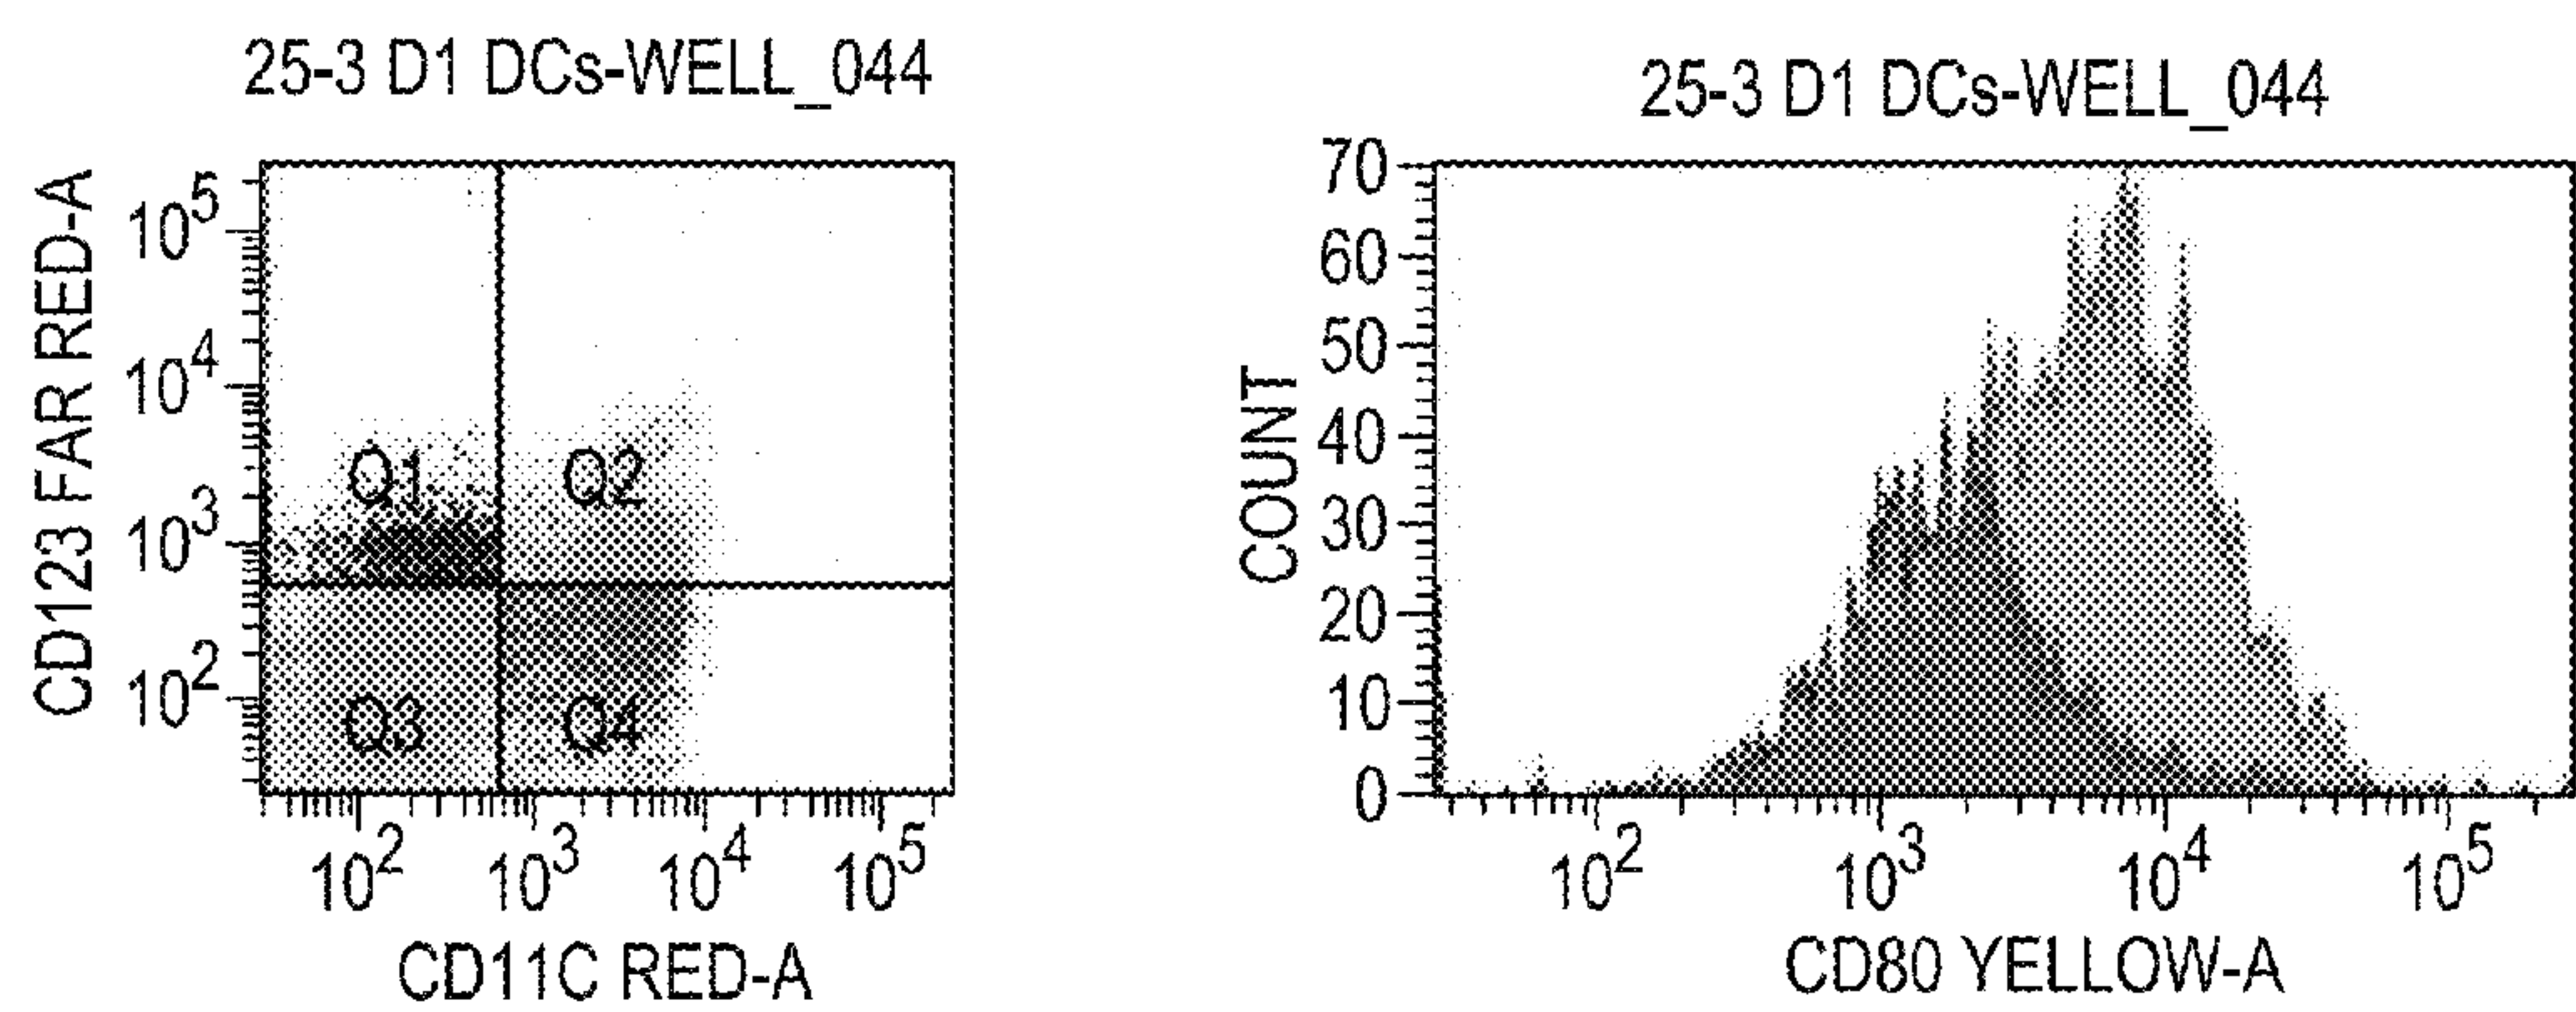 25-3 D1 DCs-WELL_044
CD123 FAR RED-A
10^5
10^4
10^3
10^2
Q1
Q2
Q3
Q4
10^2
10^3
10^4
10^5
CD11C RED-A
25-3 D1 DCs-WELL_044
COUNT
70
60
50
40
30
20
10
0
10^2
10^3
10^4
10^5
CD80 YELLOW-A